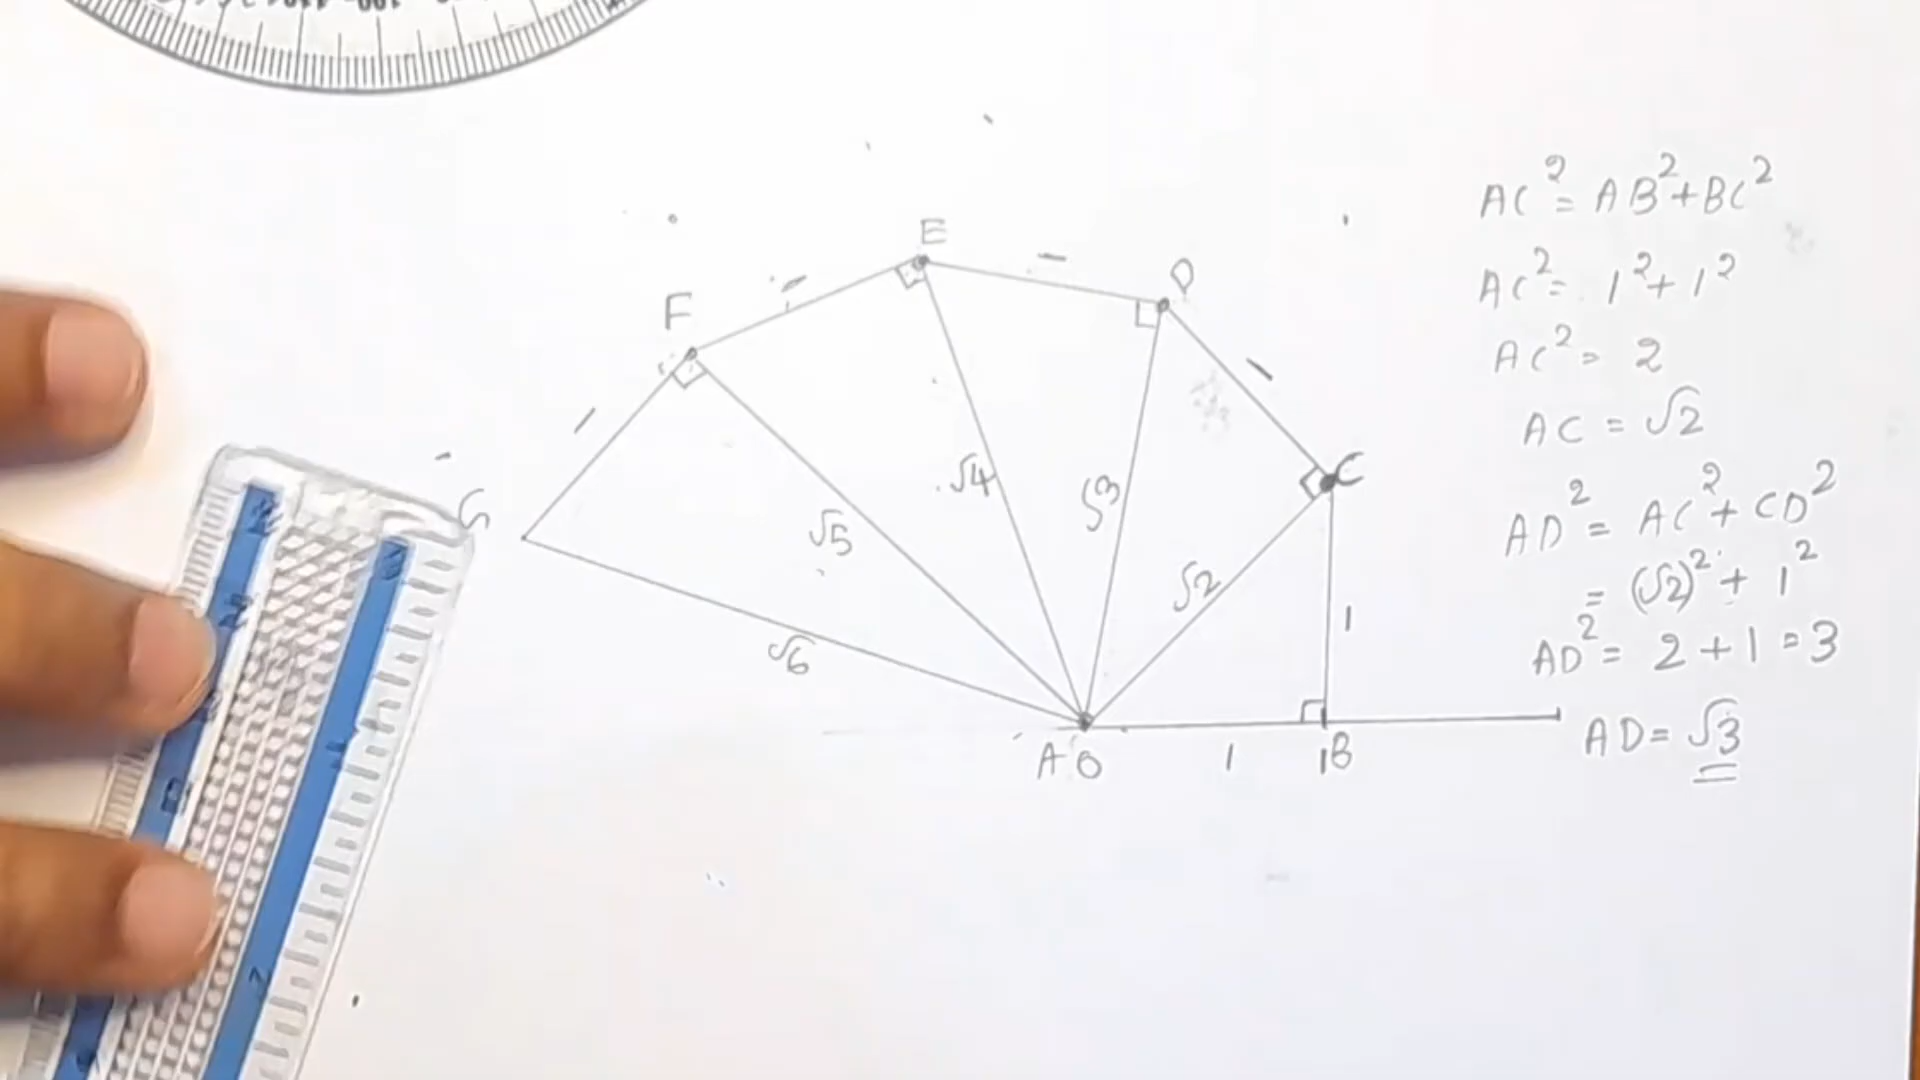 E
D
F
C
G
√4
√3
√5
√2
√6
1
A
O
1
1B
AC² = AB² + BC²
AC² = 1² + 1²
AC² = 2
AC = √2
AD² = AC² + CD²
= (√2)² + 1²
AD² = 2 + 1 = 3
AD = √3